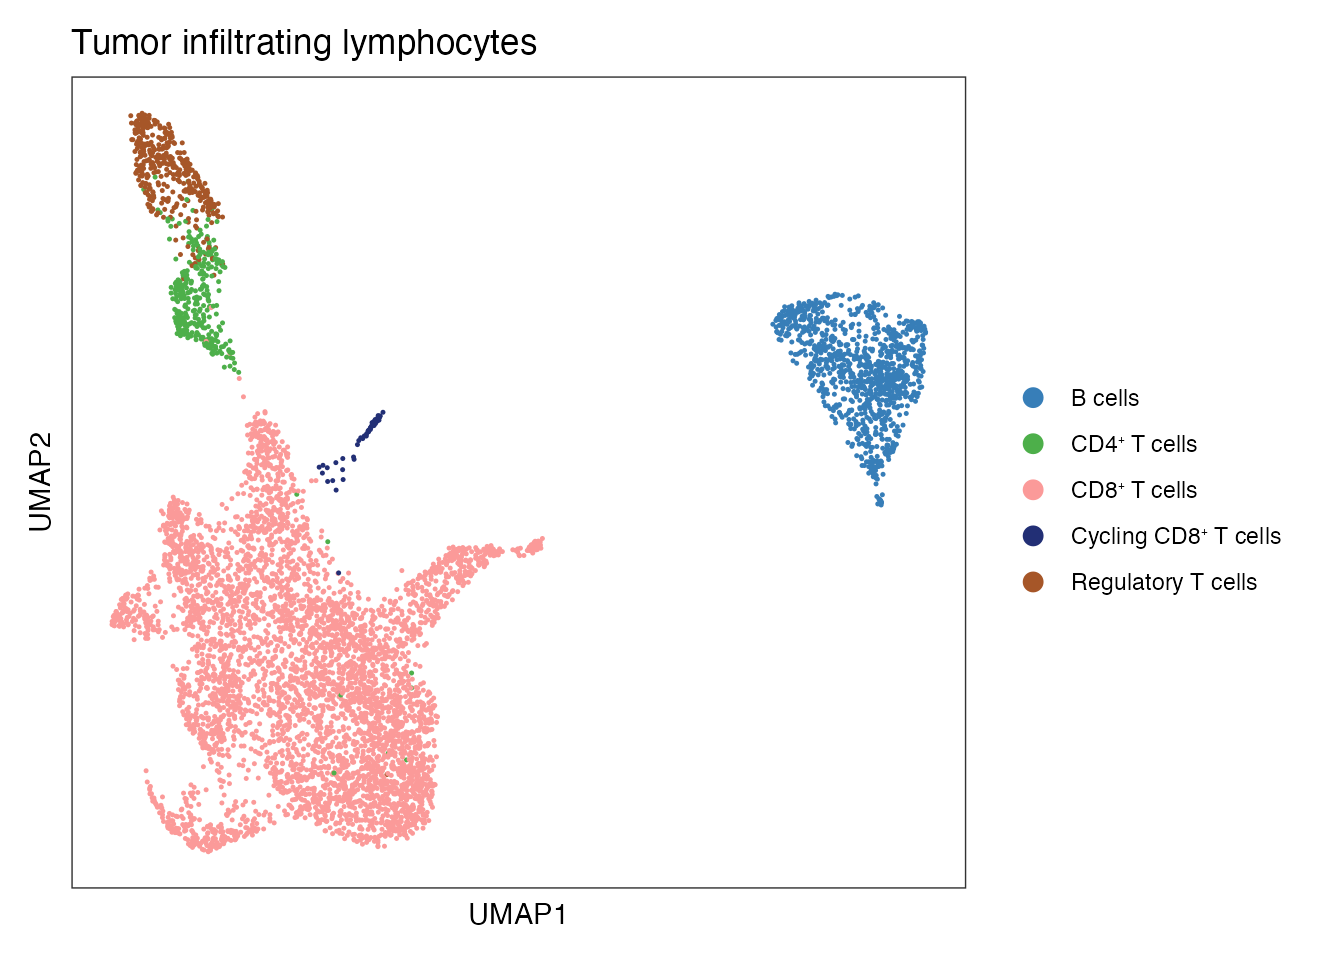 Tumor infiltrating lymphocytes
UMAP2
UMAP1
B cells
CD4⁺ T cells
CD8⁺ T cells
Cycling CD8⁺ T cells
Regulatory T cells